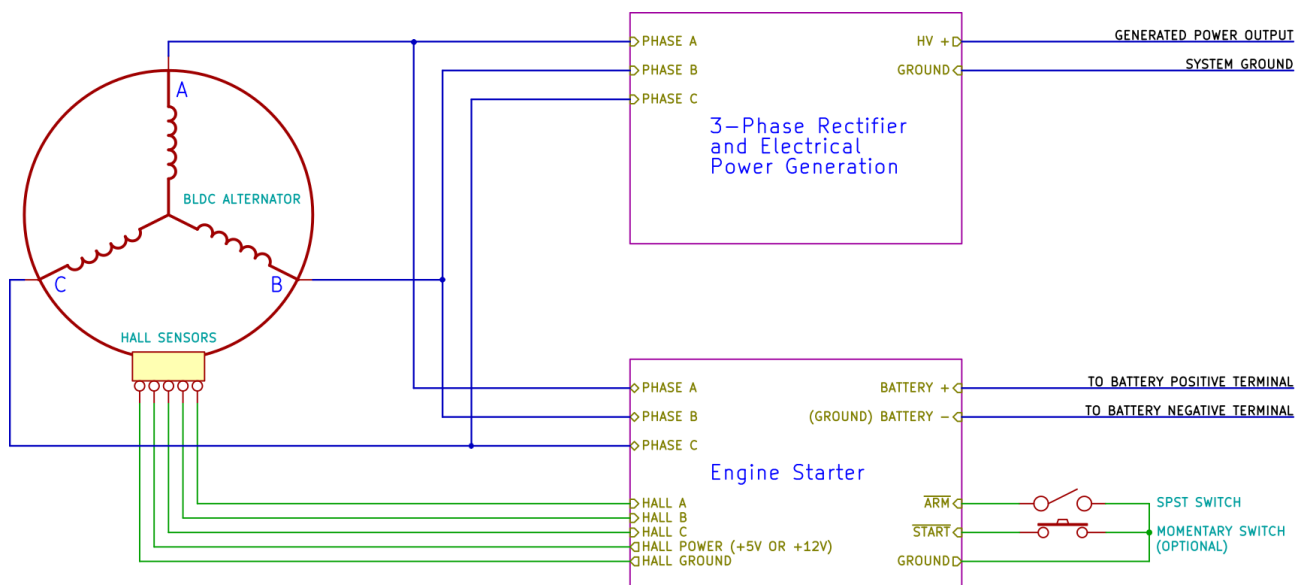 PHASE A
HV +
GENERATED POWER OUTPUT
PHASE B
GROUND
SYSTEM GROUND
PHASE C
A
3-Phase Rectifier
and Electrical
Power Generation
BLDC ALTERNATOR
C
B
HALL SENSORS
PHASE A
BATTERY +
TO BATTERY POSITIVE TERMINAL
PHASE B
(GROUND) BATTERY -
TO BATTERY NEGATIVE TERMINAL
PHASE C
Engine Starter
HALL A
ARM
SPST SWITCH
HALL B
HALL C
START
MOMENTARY SWITCH
(OPTIONAL)
HALL POWER (+5V OR +12V)
HALL GROUND
GROUND